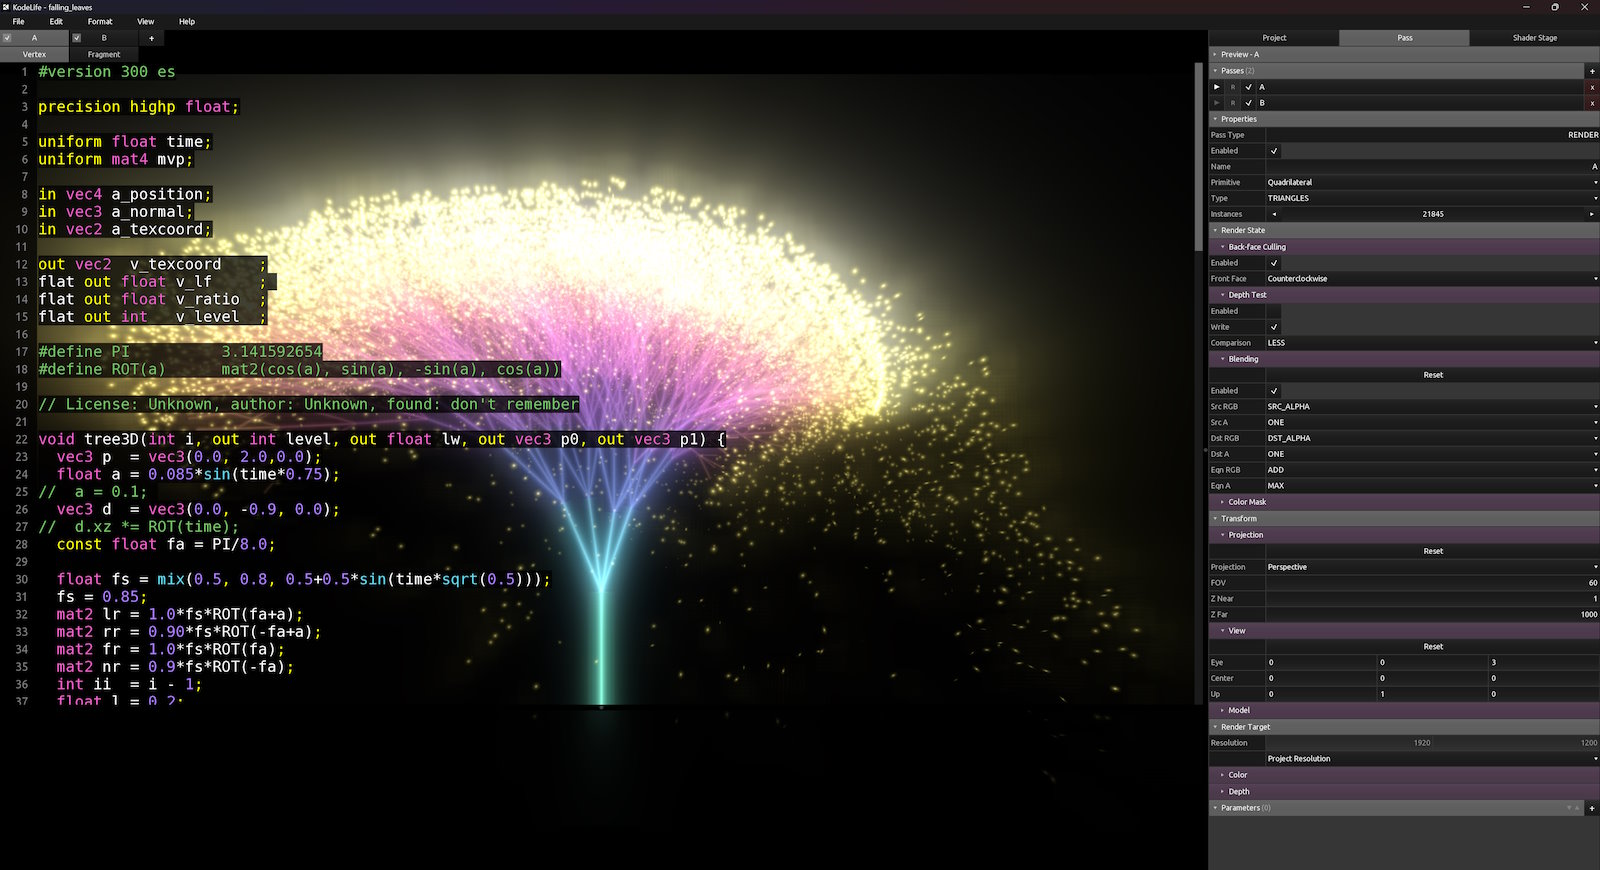 KodeLife - falling_leaves
File Edit Format View Help
A B +
Vertex Fragment
1 #version 300 es
2
3 precision highp float;
4
5 uniform float time;
6 uniform mat4 mvp;
7
8 in vec4 a_position;
9 in vec3 a_normal;
10 in vec2 a_texcoord;
11
12 out vec2  v_texcoord    ;
13 flat out float v_lf     ;
14 flat out float v_ratio  ;
15 flat out int   v_level  ;
16
17 #define PI          3.141592654
18 #define ROT(a)      mat2(cos(a), sin(a), -sin(a), cos(a))
19
20 // License: Unknown, author: Unknown, found: don't remember
21
22 void tree3D(int i, out int level, out float lw, out vec3 p0, out vec3 p1) {
23   vec3 p  = vec3(0.0, 2.0,0.0);
24   float a = 0.085*sin(time*0.75);
25 //  a = 0.1;
26   vec3 d  = vec3(0.0, -0.9, 0.0);
27 //  d.xz *= ROT(time);
28   const float fa = PI/8.0;
29
30   float fs = mix(0.5, 0.8, 0.5+0.5*sin(time*sqrt(0.5)));
31   fs = 0.85;
32   mat2 lr = 1.0*fs*ROT(fa+a);
33   mat2 rr = 0.90*fs*ROT(-fa+a);
34   mat2 fr = 1.0*fs*ROT(fa);
35   mat2 nr = 0.9*fs*ROT(-fa);
36   int ii  = i - 1;
37   float l = 0.2;
Project Pass Shader Stage
Preview - A
Passes (2) +
R A x
R B x
Properties
Pass Type RENDER
Enabled
Name A
Primitive Quadrilateral
Type TRIANGLES
Instances 21845
Render State
Back-face Culling
Enabled
Front Face Counterclockwise
Depth Test
Enabled
Write
Comparison LESS
Blending
Reset
Enabled
Src RGB SRC_ALPHA
Src A ONE
Dst RGB DST_ALPHA
Dst A ONE
Eqn RGB ADD
Eqn A MAX
Color Mask
Transform
Projection
Reset
Projection Perspective
FOV 60
Z Near 1
Z Far 1000
View
Reset
Eye 0 0 3
Center 0 0 0
Up 0 1 0
Model
Render Target
Resolution 1920 1200
Project Resolution
Color
Depth
Parameters (0) +